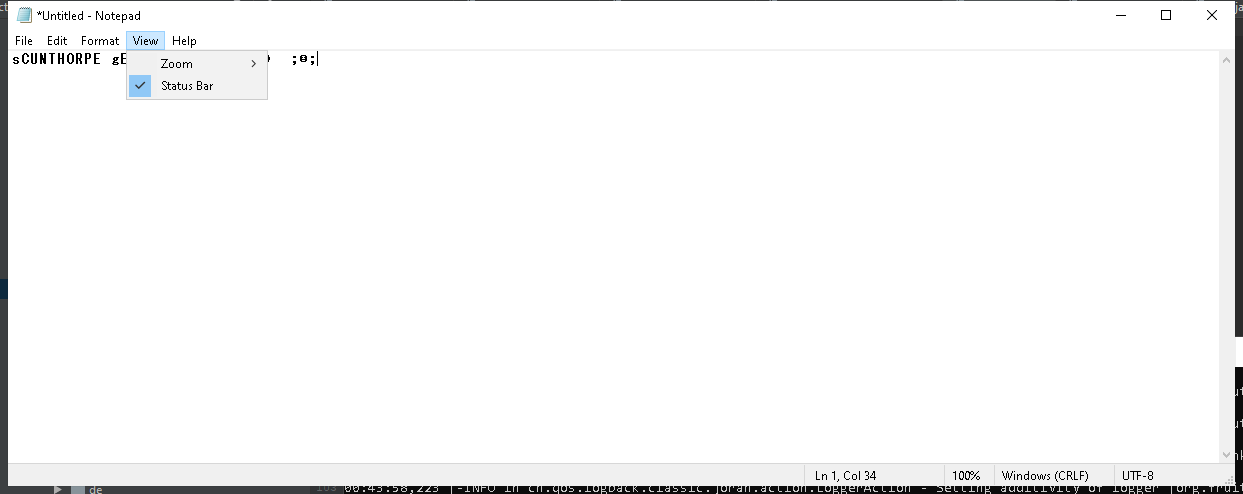 *Untitled - Notepad
File Edit Format View Help
sCUNTHORPE gE ;e;
Zoom
Status Bar
Ln 1, Col 34 100% Windows (CRLF) UTF-8
de
00:43:58,223 |-INFO in ch.qos.logback.classic.joran.action.LoggerAction - Setting additivity of logger [org.fruit